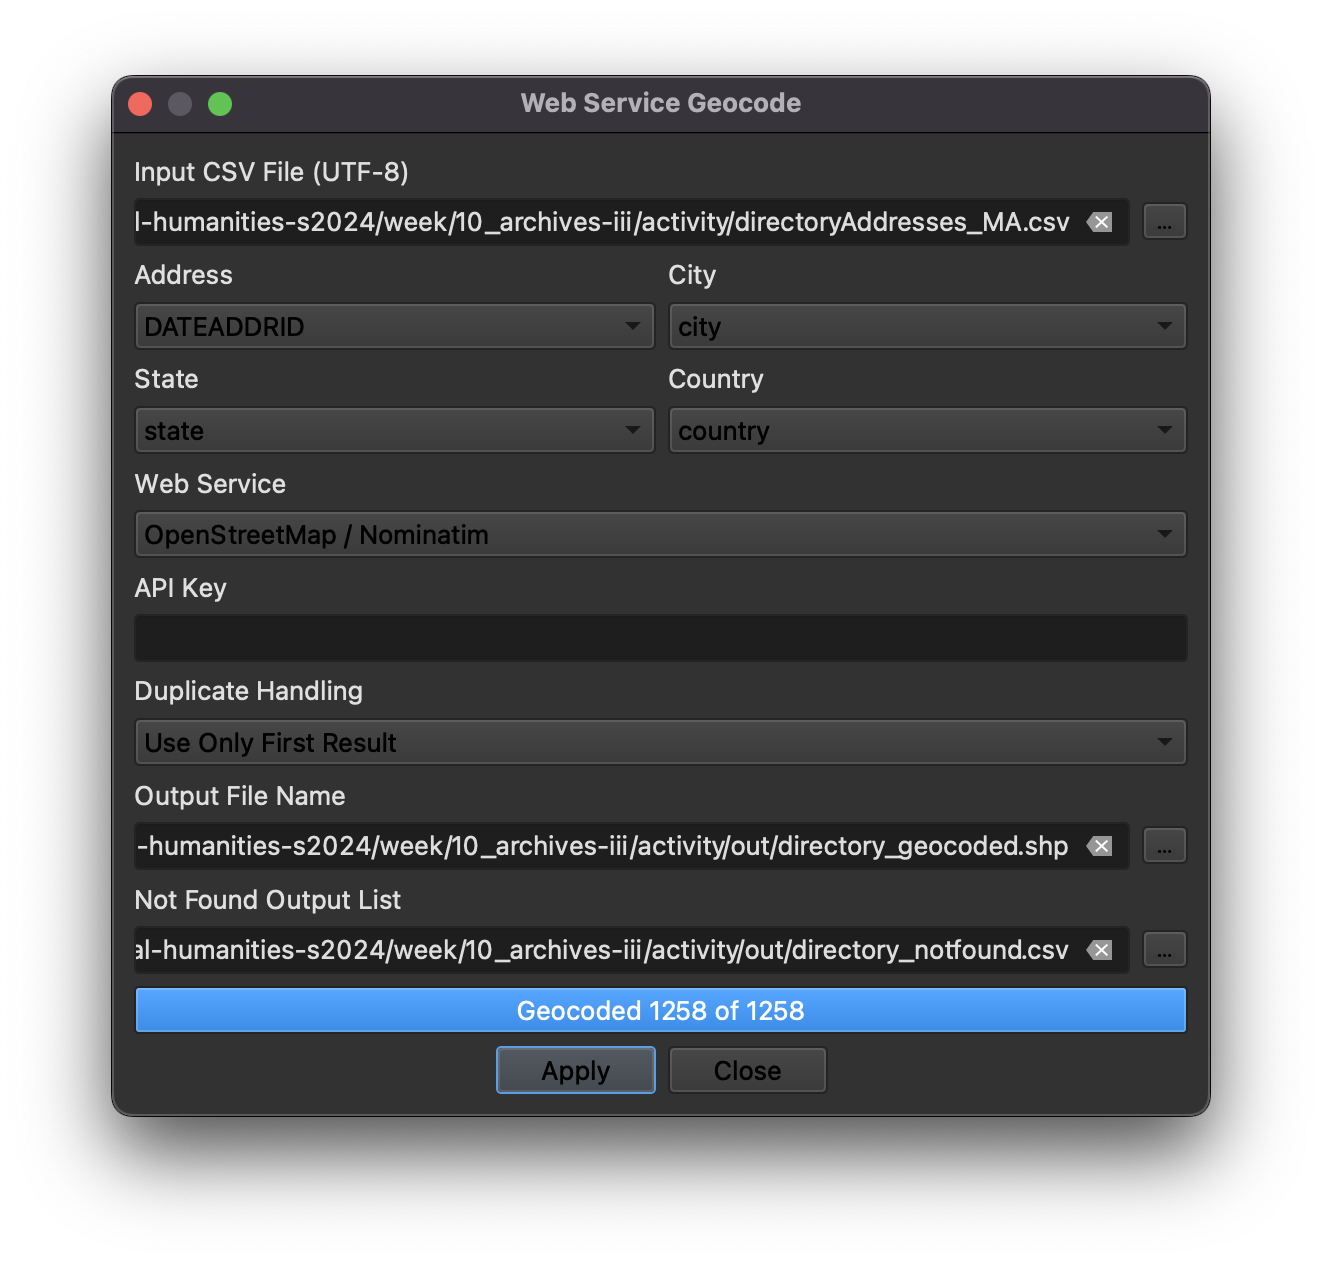 Web Service Geocode
Input CSV File (UTF-8)
l-humanities-s2024/week/10_archives-iii/activity/directoryAddresses_MA.csv ...
Address City
DATEADDRID city
State Country
state country
Web Service
OpenStreetMap / Nominatim
API Key
Duplicate Handling
Use Only First Result
Output File Name
-humanities-s2024/week/10_archives-iii/activity/out/directory_geocoded.shp ...
Not Found Output List
al-humanities-s2024/week/10_archives-iii/activity/out/directory_notfound.csv ...
Geocoded 1258 of 1258
Apply Close